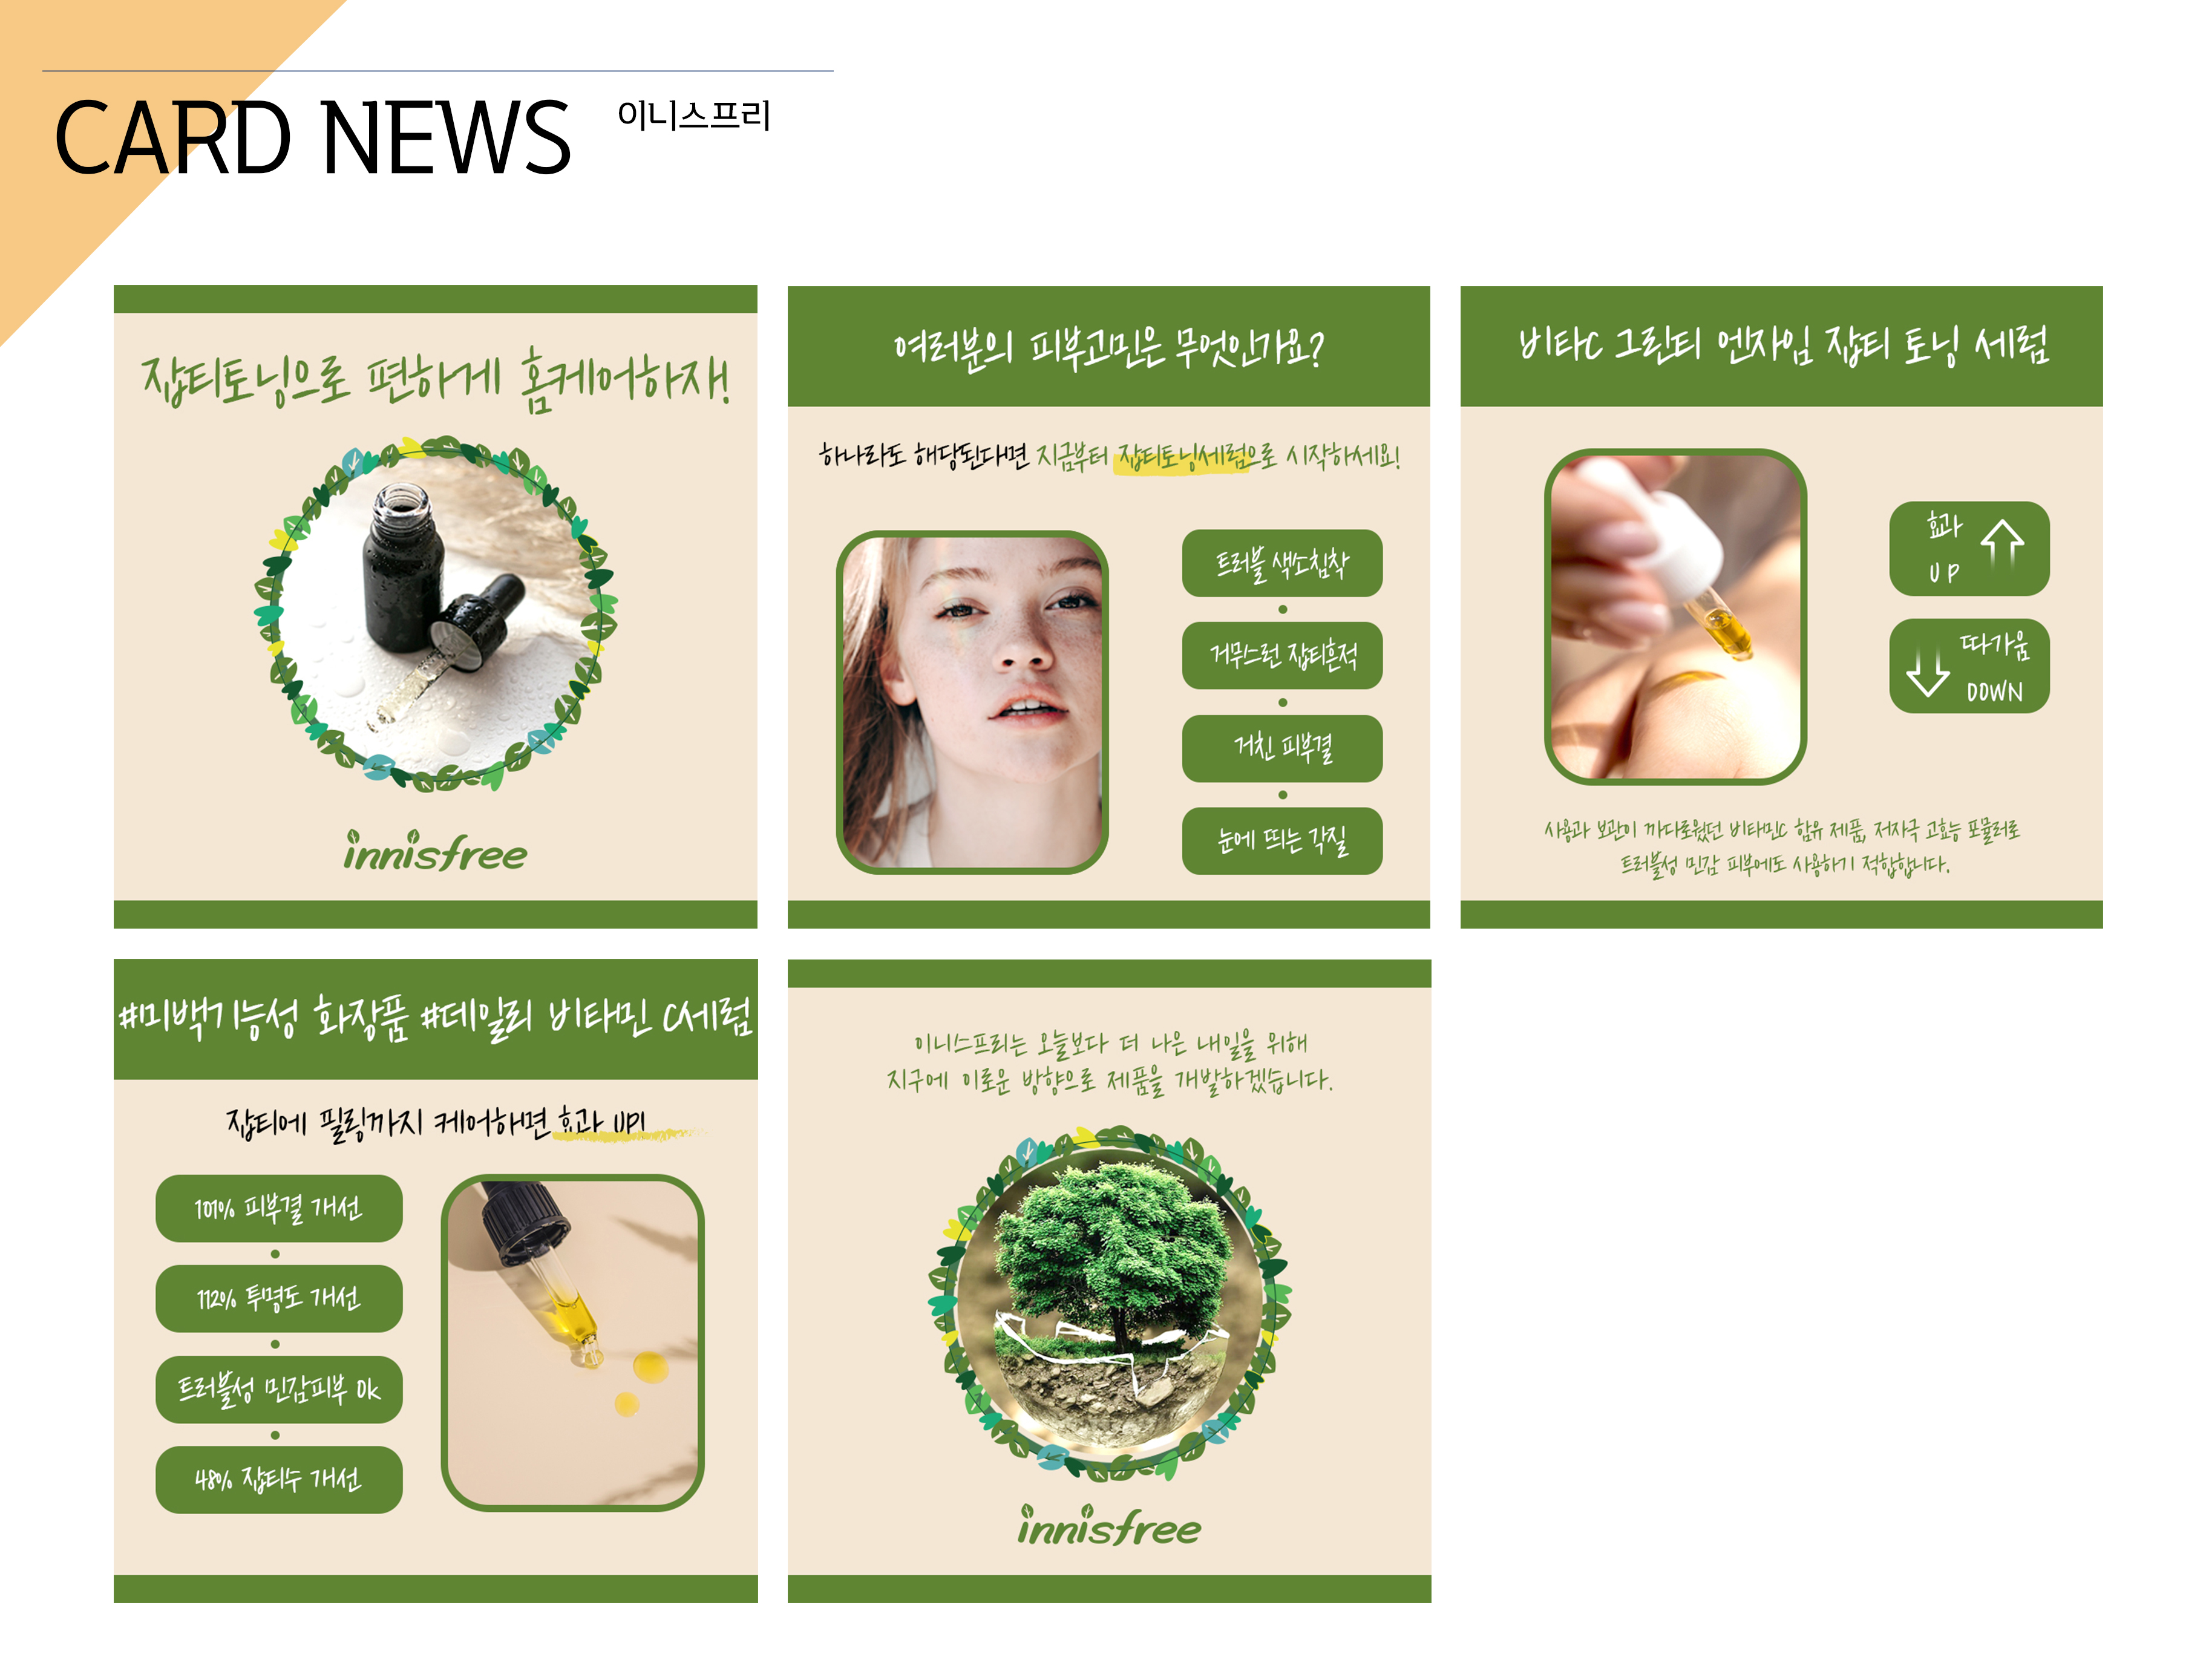 CARD NEWS 이니스프리
잡티토닝으로 편하게 홈케어하자!
innisfree
여러분의 피부고민은 무엇인가요?
하나라도 해당된다면 지금부터 잡티토닝세럼으로 시작하세요!
트러블 색소침착
거무스런 잡티흔적
거친 피부결
눈에 띄는 각질
비타C 그린티 엔자임 잡티 토닝 세럼
효과
UP
따가움
DOWN
사용과 보관이 까다로웠던 비타민C 함유 제품, 저자극 고효능 포뮬러로
트러블성 민감 피부에도 사용하기 적합합니다.
#미백기능성 화장품 #데일리 비타민 C세럼
잡티에 필링까지 케어하면 효과 UP!
101% 피부결 개선
112% 투명도 개선
트러블성 민감피부 Ok
48% 잡티수 개선
이니스프리는 오늘보다 더 나은 내일을 위해
지구에 이로운 방향으로 제품을 개발하겠습니다.
innisfree